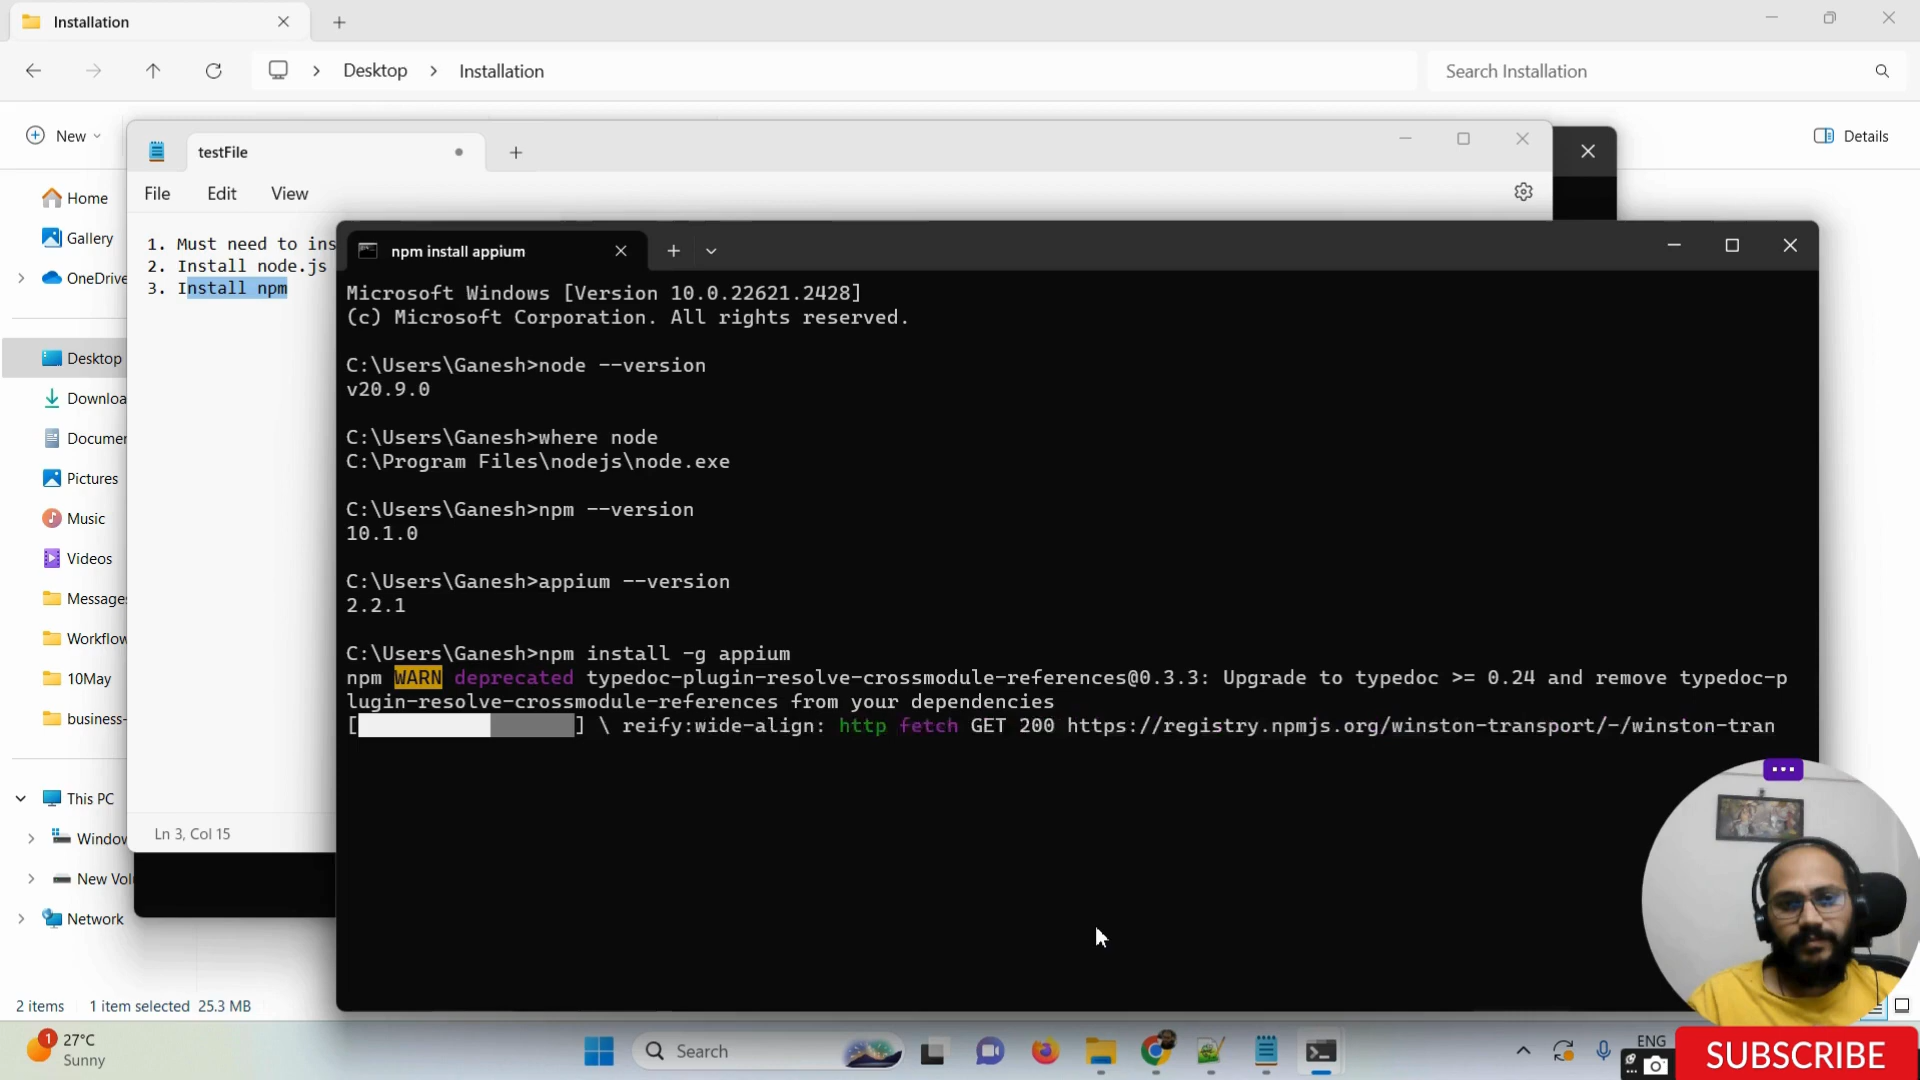 Installation
Desktop
Installation
Search Installation
New
Details
testFile
File Edit View
1. Must need to ins
2. Install node.js
3. Install npm
Ln 3, Col 15
npm install appium
Microsoft Windows [Version 10.0.22621.2428]
(c) Microsoft Corporation. All rights reserved.
C:\Users\Ganesh>node --version
v20.9.0
C:\Users\Ganesh>where node
C:\Program Files\nodejs\node.exe
C:\Users\Ganesh>npm --version
10.1.0
C:\Users\Ganesh>appium --version
2.2.1
C:\Users\Ganesh>npm install -g appium
npm WARN deprecated typedoc-plugin-resolve-crossmodule-references@0.3.3: Upgrade to typedoc >= 0.24 and remove typedoc-p
lugin-resolve-crossmodule-references from your dependencies
[ ] \ reify:wide-align: http fetch GET 200 https://registry.npmjs.org/winston-transport/-/winston-tran
Home
Gallery
OneDrive
Desktop
Downloa
Documen
Pictures
Music
Videos
Messages
Workflow
10May
business-
This PC
Window
New Volu
Network
2 items 1 item selected 25.3 MB
1
27°C
Sunny
Search
ENG
SUBSCRIBE